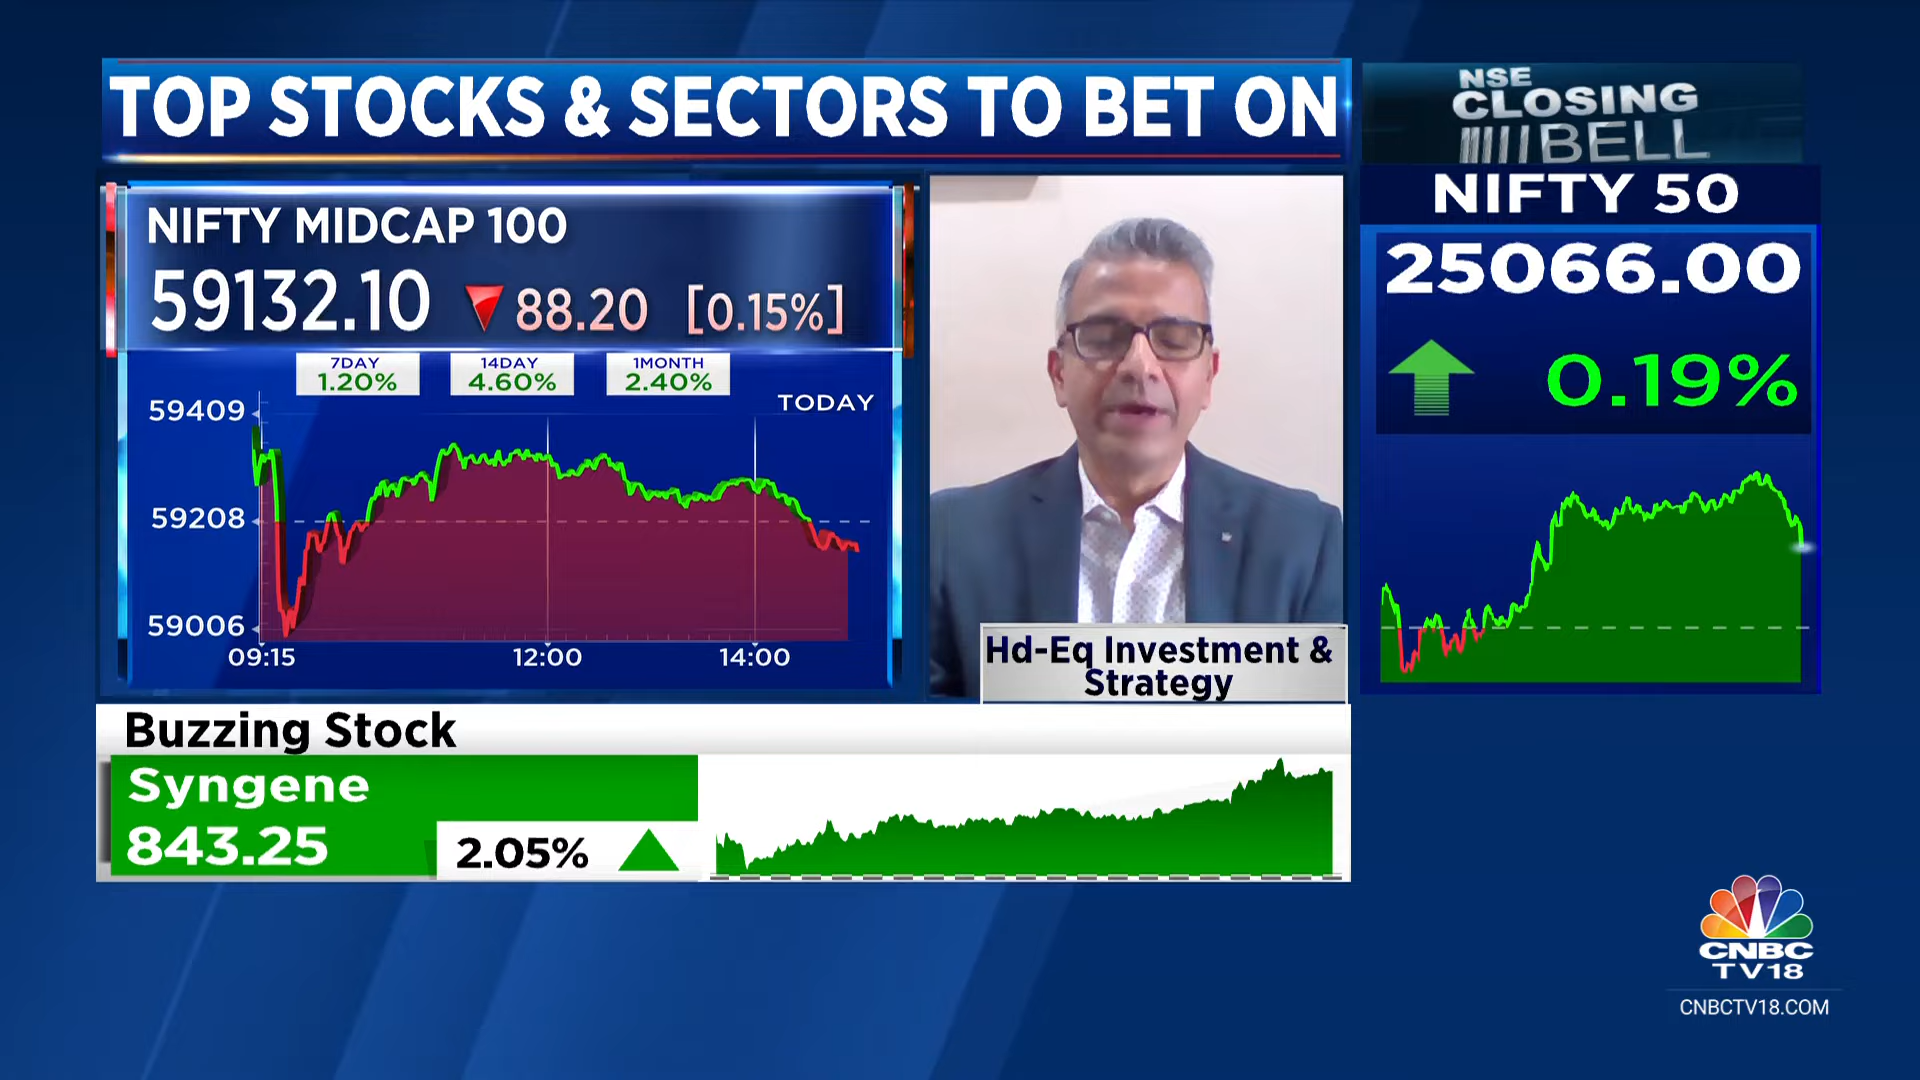 TOP STOCKS & SECTORS TO BET ON
NSE
CLOSING
BELL
NIFTY 50
25066.00
0.19%
NIFTY MIDCAP 100
59132.10 ▼ 88.20 [0.15%]
7DAY
1.20%
14DAY
4.60%
1MONTH
2.40%
TODAY
59409
59208
59006
09:15 12:00 14:00
Hd-Eq Investment &
Strategy
Buzzing Stock
Syngene
843.25
2.05% ▲
CNBC
TV18
CNBCTV18.COM